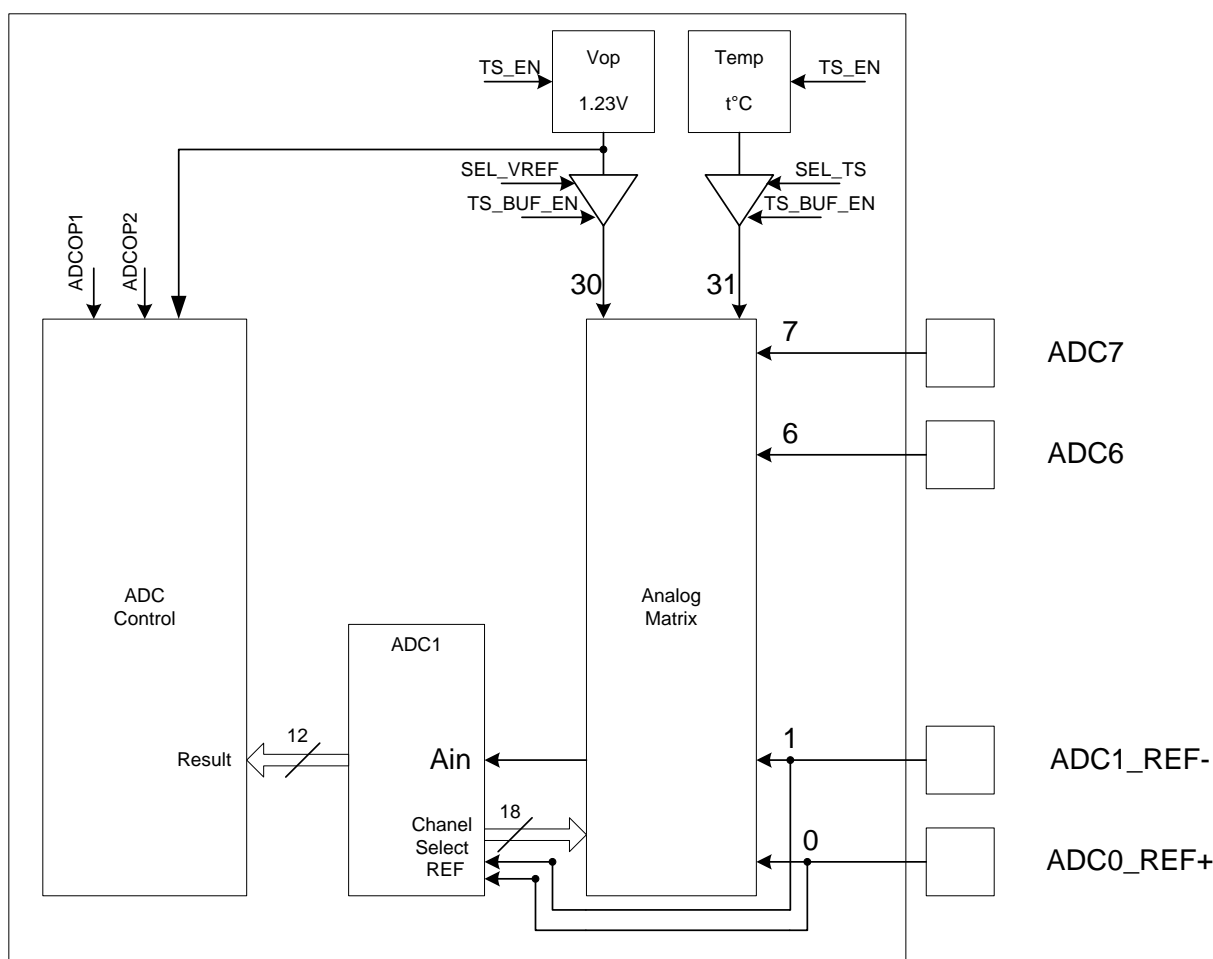 Vop
1.23V
Temp
t°C
TS_EN
TS_EN
SEL_VREF
TS_BUF_EN
SEL_TS
TS_BUF_EN
ADCOP1
ADCOP2
30
31
7
ADC7
6
ADC6
ADC
Control
Analog
Matrix
ADC1
12
Result
Ain
1
ADC1_REF-
18
Chanel
Select
REF
0
ADC0_REF+